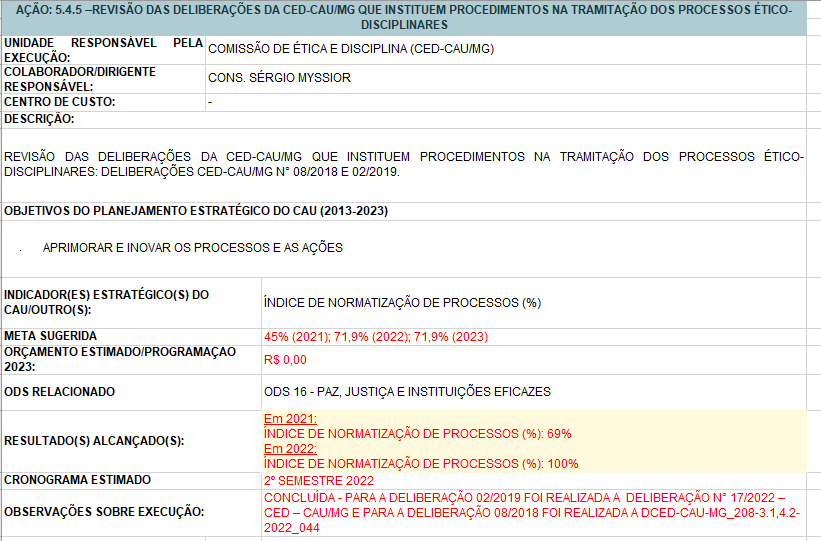 AÇÃO: 5.4.5 –REVISÃO DAS DELIBERAÇÕES DA CED-CAU/MG QUE INSTITUEM PROCEDIMENTOS NA TRAMITAÇÃO DOS PROCESSOS ÉTICO-
DISCIPLINARES
UNIDADE RESPONSÁVEL PELA
EXECUÇÃO:
COMISSÃO DE ÉTICA E DISCIPLINA (CED-CAU/MG)
COLABORADOR/DIRIGENTE
RESPONSÁVEL:
CONS. SÉRGIO MYSSIOR
CENTRO DE CUSTO:
-
DESCRIÇÃO:
REVISÃO DAS DELIBERAÇÕES DA CED-CAU/MG QUE INSTITUEM PROCEDIMENTOS NA TRAMITAÇÃO DOS PROCESSOS ÉTICO-
DISCIPLINARES: DELIBERAÇÕES CED-CAU/MG N° 08/2018 E 02/2019.
OBJETIVOS DO PLANEJAMENTO ESTRATÉGICO DO CAU (2013-2023)
. APRIMORAR E INOVAR OS PROCESSOS E AS AÇÕES
INDICADOR(ES) ESTRATÉGICO(S) DO
CAU/OUTRO(S):
ÍNDICE DE NORMATIZAÇÃO DE PROCESSOS (%)
META SUGERIDA
45% (2021); 71,9% (2022); 71,9% (2023)
ORÇAMENTO ESTIMADO/PROGRAMAÇAO
2023:
R$ 0,00
ODS RELACIONADO
ODS 16 - PAZ, JUSTIÇA E INSTITUIÇÕES EFICAZES
RESULTADO(S) ALCANÇADO(S):
Em 2021:
ÍNDICE DE NORMATIZAÇÃO DE PROCESSOS (%): 69%
Em 2022:
ÍNDICE DE NORMATIZAÇÃO DE PROCESSOS (%): 100%
CRONOGRAMA ESTIMADO
2º SEMESTRE 2022
OBSERVAÇÕES SOBRE EXECUÇÃO:
CONCLUÍDA - PARA A DELIBERAÇÃO 02/2019 FOI REALIZADA A DELIBERAÇÃO N° 17/2022 –
CED – CAU/MG E PARA A DELIBERAÇÃO 08/2018 FOI REALIZADA A DCED-CAU-MG_208-3.1,4.2-
2022_044